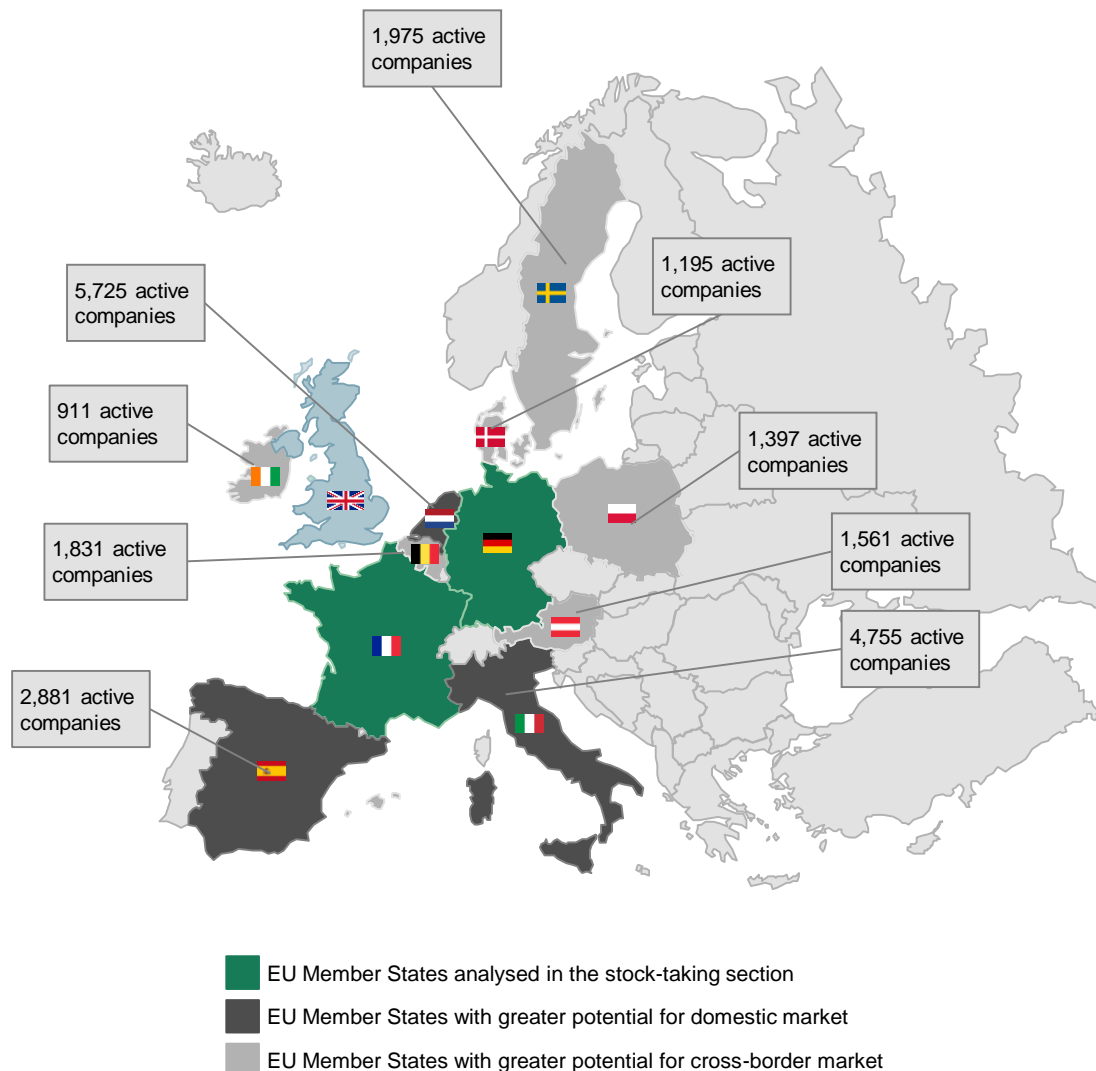 1,975 active
companies
1,195 active
companies
5,725 active
companies
911 active
companies
1,397 active
companies
1,831 active
companies
1,561 active
companies
4,755 active
companies
2,881 active
companies
EU Member States analysed in the stock-taking section
EU Member States with greater potential for domestic market
EU Member States with greater potential for cross-border market